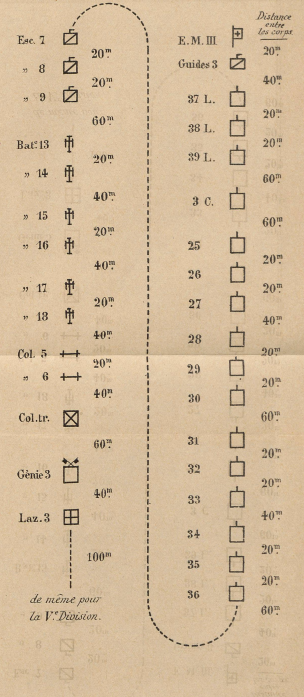 Distance
entre
les corps
E.M.III.
20m
Guides 3
40m
37 L.
20m
38 L.
20m
39 L.
60m
3 C.
60m
25
20m
26
20m
27
40m
28
20m
29
20m
30
60m
31
20m
32
20m
33
40m
34
20m
35
20m
36
60m
Esc. 7
20m
„ 8
20m
„ 9
60m
Batie 13
20m
„ 14
40m
„ 15
20m
„ 16
40m
„ 17
20m
„ 18
40m
Col. 5
20m
„ 6
40m
Col.tr.
60m
Génie 3
40m
Laz. 3
100m
de même pour
la Ve Division.